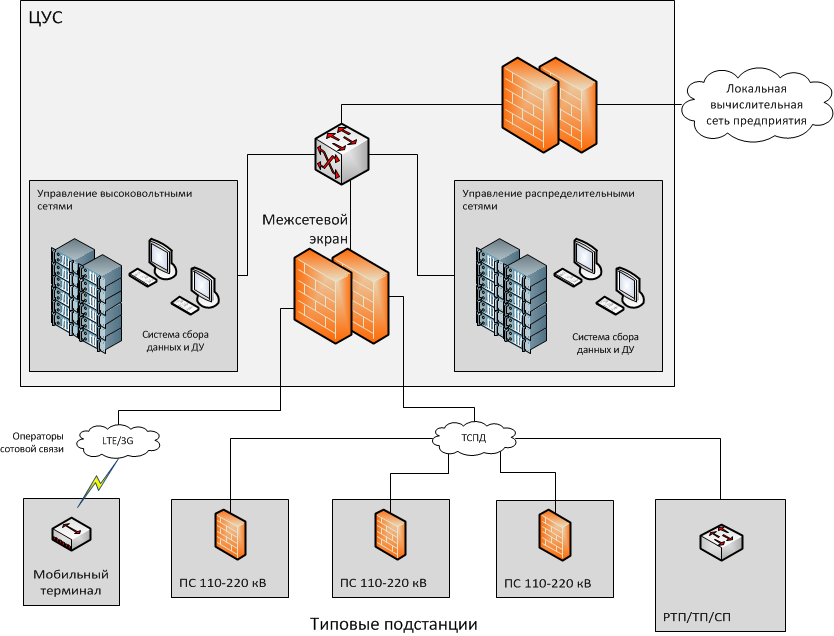 ЦУС
Локальная
вычислительная
сеть предприятия
Управление высоковольтными
сетями
Система сбора
данных и ДУ
Межсетевой
экран
Управление распределительными
сетями
Система сбора
данных и ДУ
Операторы
сотовой связи
LTE/3G
ТСПД
Мобильный
терминал
ПС 110-220 кВ
ПС 110-220 кВ
ПС 110-220 кВ
РТП/ТП/СП
Типовые подстанции